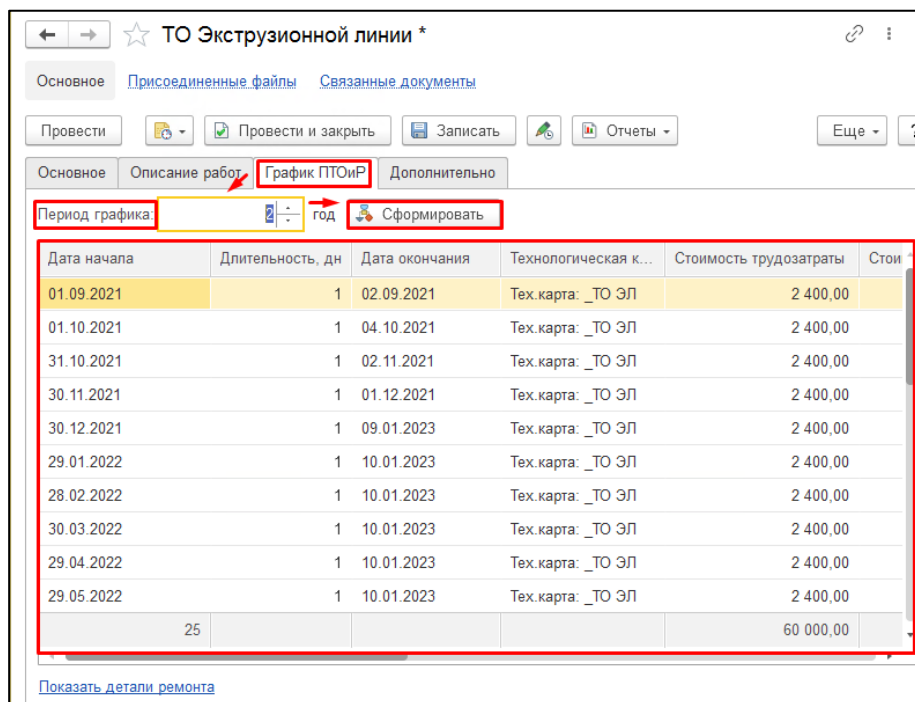 ТО Экструзионной линии *
Основное Присоединенные файлы Связанные документы
Провести Провести и закрыть Записать Отчеты Еще ?
Основное Описание работ График ПТОиР Дополнительно
Период графика: 2 год Сформировать
Дата начала Длительность, дн Дата окончания Технологическая к... Стоимость трудозатраты Стои
01.09.2021 1 02.09.2021 Тех.карта: _ТО ЭЛ 2 400,00
01.10.2021 1 04.10.2021 Тех.карта: _ТО ЭЛ 2 400,00
31.10.2021 1 02.11.2021 Тех.карта: _ТО ЭЛ 2 400,00
30.11.2021 1 01.12.2021 Тех.карта: _ТО ЭЛ 2 400,00
30.12.2021 1 09.01.2023 Тех.карта: _ТО ЭЛ 2 400,00
29.01.2022 1 10.01.2023 Тех.карта: _ТО ЭЛ 2 400,00
28.02.2022 1 10.01.2023 Тех.карта: _ТО ЭЛ 2 400,00
30.03.2022 1 10.01.2023 Тех.карта: _ТО ЭЛ 2 400,00
29.04.2022 1 10.01.2023 Тех.карта: _ТО ЭЛ 2 400,00
29.05.2022 1 10.01.2023 Тех.карта: _ТО ЭЛ 2 400,00
25 60 000,00
Показать детали ремонта